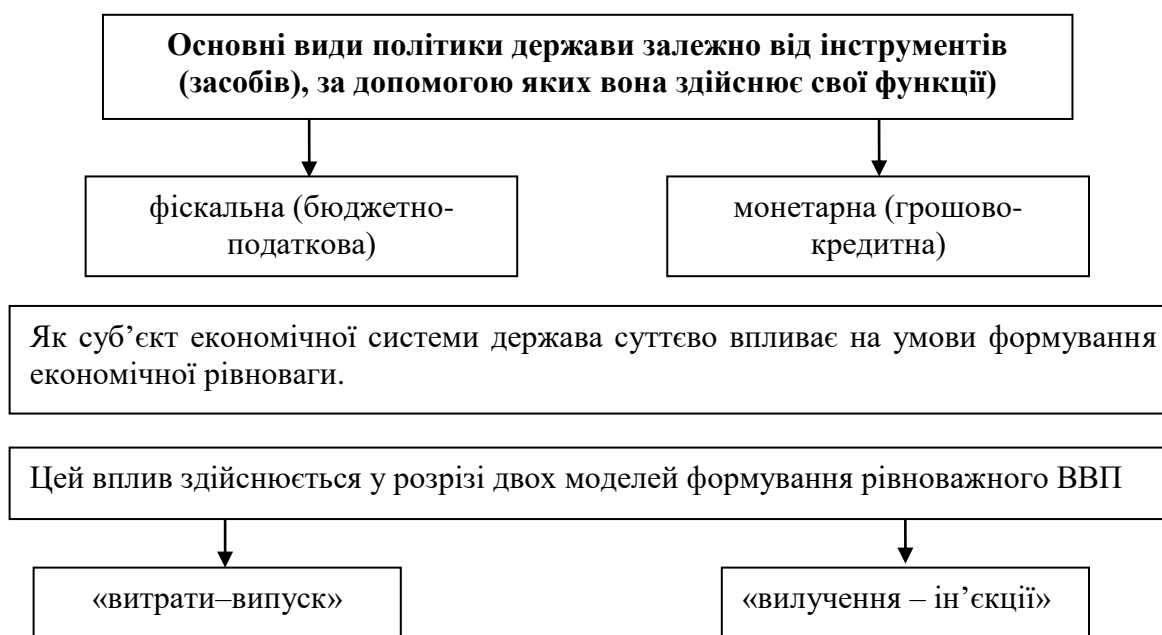 Основні види політики держави залежно від інструментів
(засобів), за допомогою яких вона здійснює свої функції)
фіскальна (бюджетно-
податкова)
монетарна (грошово-
кредитна)
Як суб’єкт економічної системи держава суттєво впливає на умови формування
економічної рівноваги.
Цей вплив здійснюється у розрізі двох моделей формування рівноважного ВВП
«витрати–випуск»
«вилучення – ін’єкції»